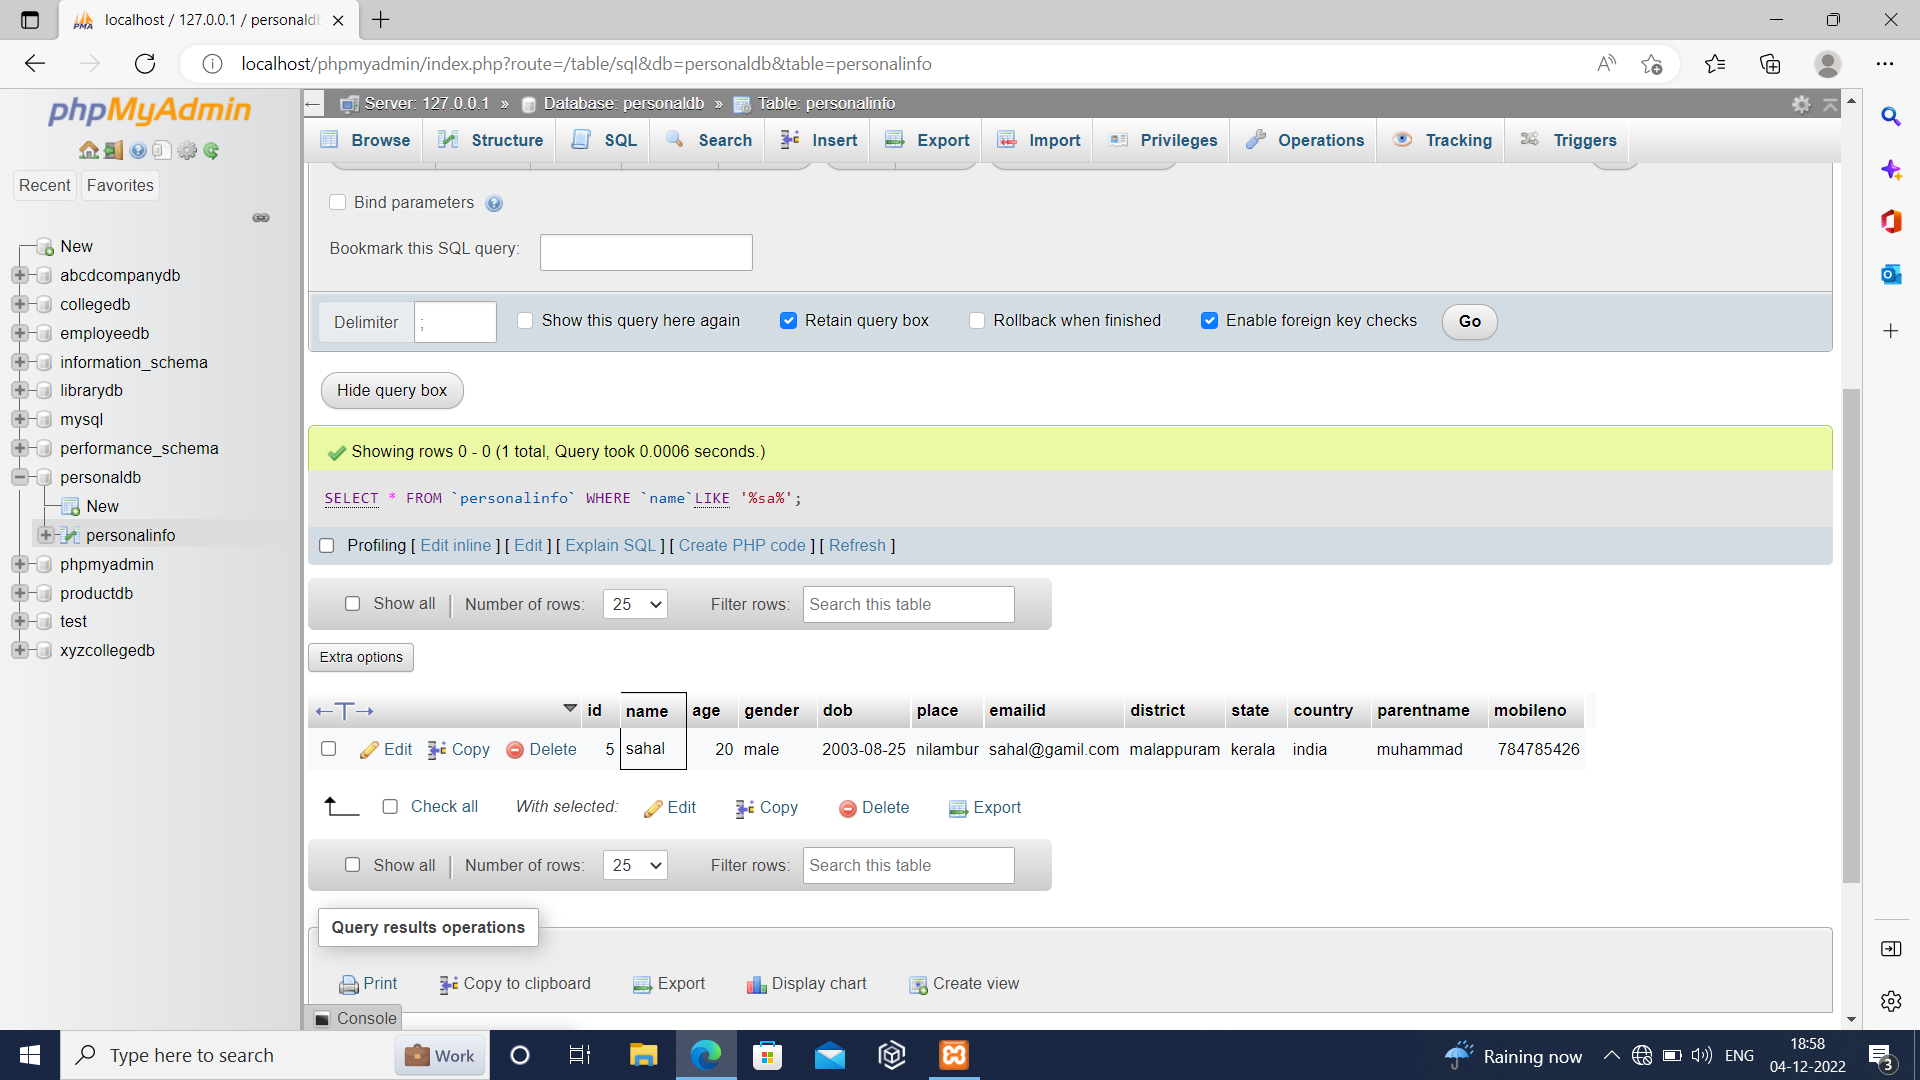 localhost / 127.0.0.1 / personald
localhost/phpmyadmin/index.php?route=/table/sql&db=personaldb&table=personalinfo
phpMyAdmin
Recent
Favorites
New
abcdcompanydb
collegedb
employeedb
information_schema
librarydb
mysql
performance_schema
personaldb
New
personalinfo
phpmyadmin
productdb
test
xyzcollegedb
Server: 127.0.0.1 » Database: personaldb » Table: personalinfo
Browse Structure SQL Search Insert Export Import Privileges Operations Tracking Triggers
Bind parameters
Bookmark this SQL query:
Delimiter ; Show this query here again Retain query box Rollback when finished Enable foreign key checks Go
Hide query box
Showing rows 0 - 0 (1 total, Query took 0.0006 seconds.)
SELECT * FROM `personalinfo` WHERE `name`LIKE '%sa%';
Profiling [ Edit inline ] [ Edit ] [ Explain SQL ] [ Create PHP code ] [ Refresh ]
Show all Number of rows: 25 Filter rows: Search this table
Extra options
id name age gender dob place emailid district state country parentname mobileno
Edit Copy Delete 5 sahal 20 male 2003-08-25 nilambur sahal@gamil.com malappuram kerala india muhammad 784785426
Check all With selected: Edit Copy Delete Export
Show all Number of rows: 25 Filter rows: Search this table
Query results operations
Print Copy to clipboard Export Display chart Create view
Console
Type here to search
Work
Raining now
ENG
18:58
04-12-2022
3